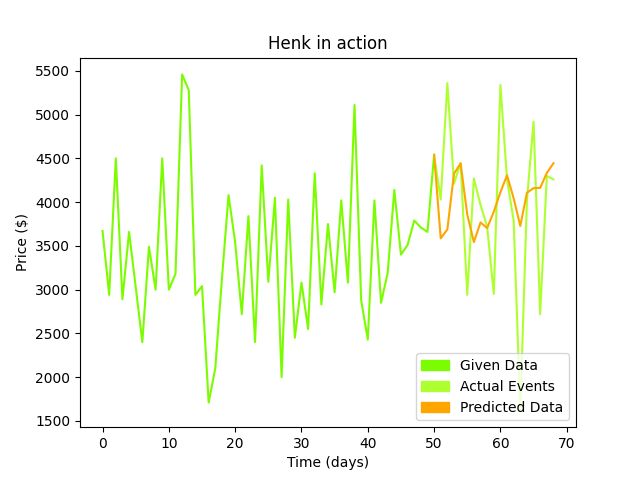 Henk in action
Price ($)
5500
5000
4500
4000
3500
3000
2500
2000
1500
0 10 20 30 40 50 60 70
Time (days)
Given Data
Actual Events
Predicted Data